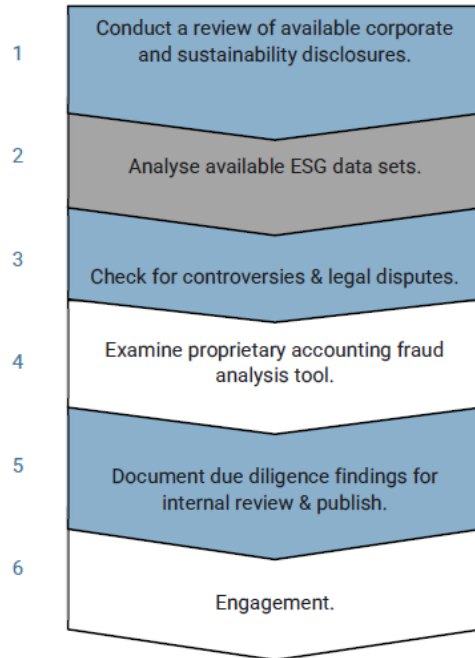 1
Conduct a review of available corporate
and sustainability disclosures.
2
Analyse available ESG data sets.
3
Check for controversies & legal disputes.
4
Examine proprietary accounting fraud
analysis tool.
5
Document due diligence findings for
internal review & publish.
6
Engagement.